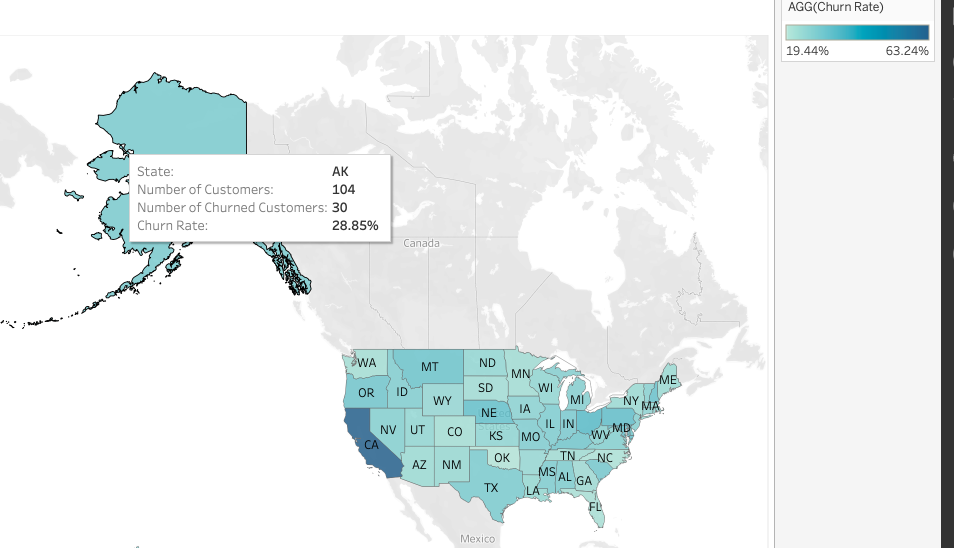 AGG(Churn Rate)
19.44% 63.24%
State: AK
Number of Customers: 104
Number of Churned Customers: 30
Churn Rate: 28.85%
Canada
WA
MT
ND
MN
OR
ID
SD
WI
MI
ME
WY
NY
MA
NE
IA
NV
UT
CO
KS
MO
IL
IN
WV
MD
CA
AZ
NM
OK
TN
NC
TX
MS
AL
GA
LA
FL
Mexico